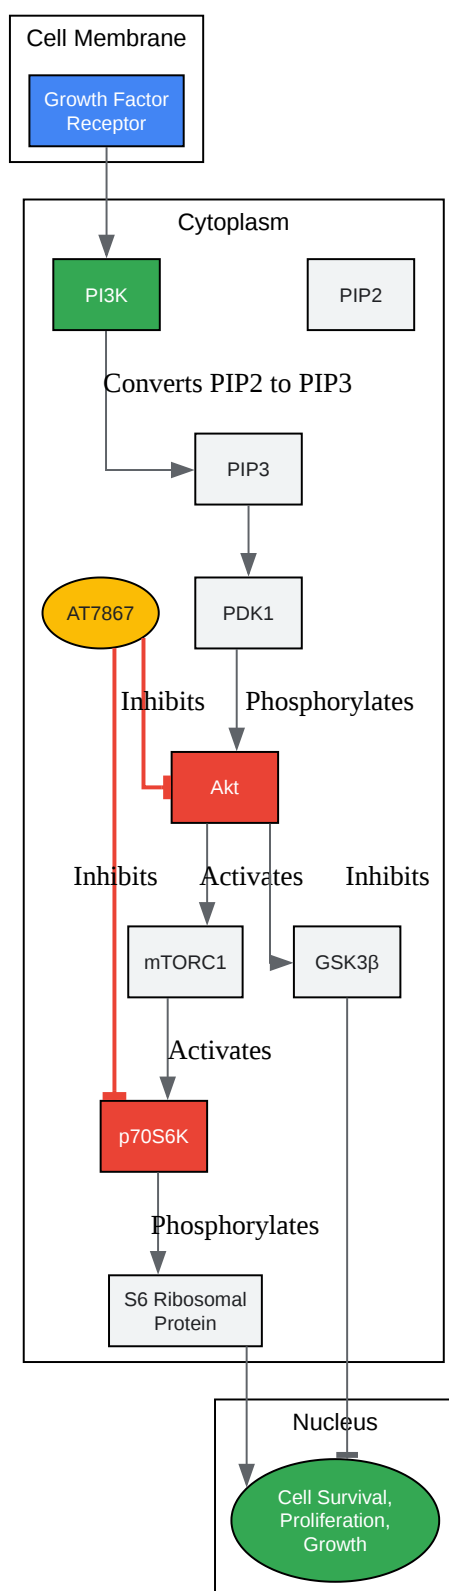 Cell Membrane
Growth Factor
Receptor
Cytoplasm
PI3K
PIP2
Converts PIP2 to PIP3
PIP3
AT7867
PDK1
Inhibits
Phosphorylates
Akt
Inhibits
Activates
Inhibits
mTORC1
GSK3β
Activates
p70S6K
Phosphorylates
S6 Ribosomal
Protein
Nucleus
Cell Survival,
Proliferation,
Growth